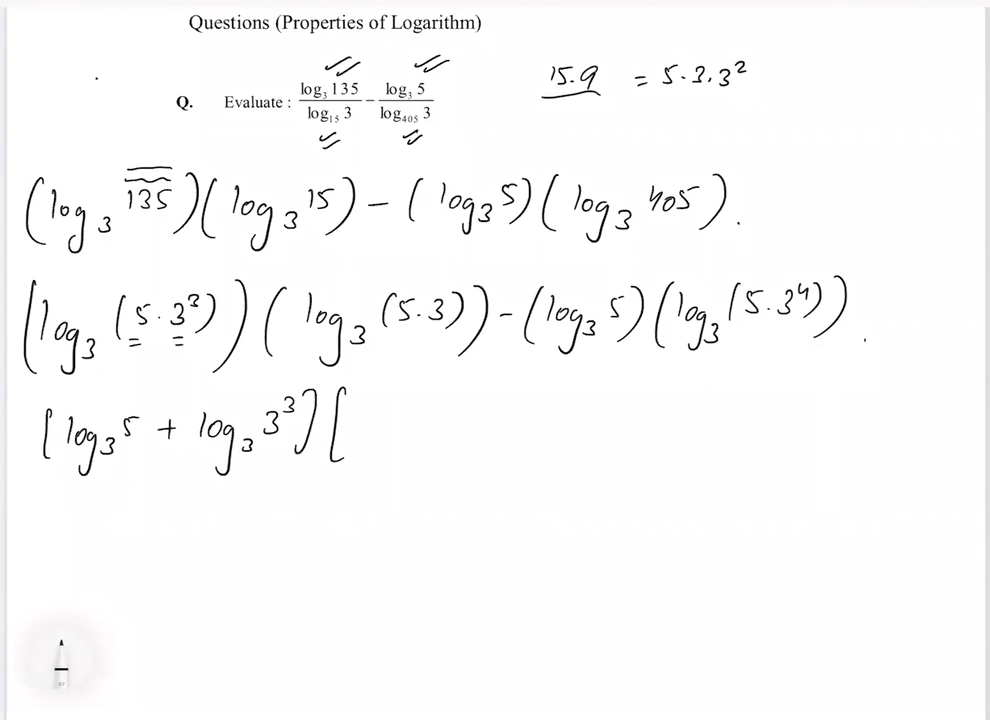 Questions (Properties of Logarithm)
15.9 = 5.3.3²
Q. Evaluate : log₃ 135 / log₁₅ 3 − log₃ 5 / log₄₀₅ 3
(log₃ 135)(log₃ 15) − (log₃ 5)(log₃ 405).
(log₃ (5.3³))(log₃ (5.3)) − (log₃ 5)(log₃ (5.3⁴)).
[log₃ 5 + log₃ 3³][